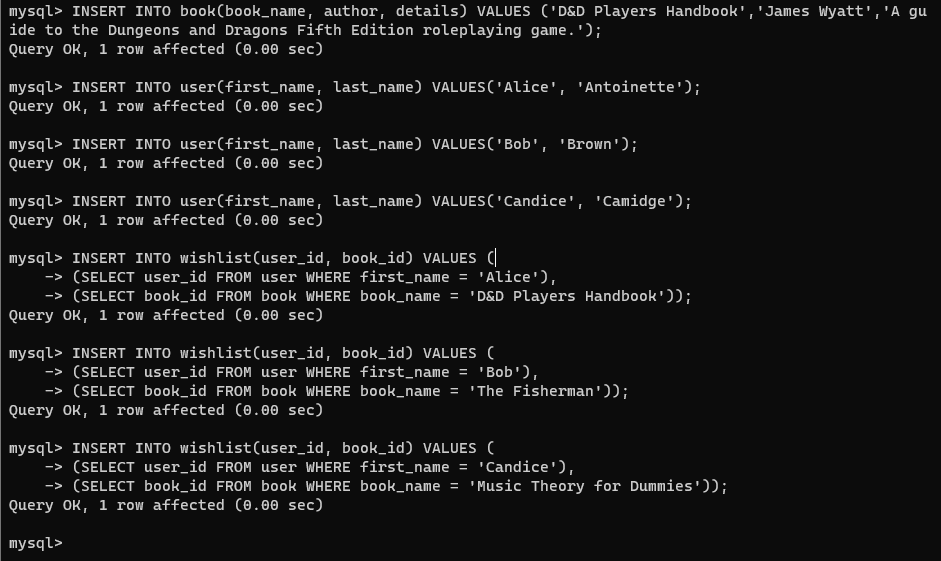 mysql> INSERT INTO book(book_name, author, details) VALUES ('D&D Players Handbook','James Wyatt','A gu
ide to the Dungeons and Dragons Fifth Edition roleplaying game.');
Query OK, 1 row affected (0.00 sec)

mysql> INSERT INTO user(first_name, last_name) VALUES('Alice', 'Antoinette');
Query OK, 1 row affected (0.00 sec)

mysql> INSERT INTO user(first_name, last_name) VALUES('Bob', 'Brown');
Query OK, 1 row affected (0.00 sec)

mysql> INSERT INTO user(first_name, last_name) VALUES('Candice', 'Camidge');
Query OK, 1 row affected (0.00 sec)

mysql> INSERT INTO wishlist(user_id, book_id) VALUES (
    -> (SELECT user_id FROM user WHERE first_name = 'Alice'),
    -> (SELECT book_id FROM book WHERE book_name = 'D&D Players Handbook'));
Query OK, 1 row affected (0.00 sec)

mysql> INSERT INTO wishlist(user_id, book_id) VALUES (
    -> (SELECT user_id FROM user WHERE first_name = 'Bob'),
    -> (SELECT book_id FROM book WHERE book_name = 'The Fisherman'));
Query OK, 1 row affected (0.00 sec)

mysql> INSERT INTO wishlist(user_id, book_id) VALUES (
    -> (SELECT user_id FROM user WHERE first_name = 'Candice'),
    -> (SELECT book_id FROM book WHERE book_name = 'Music Theory for Dummies'));
Query OK, 1 row affected (0.00 sec)

mysql>